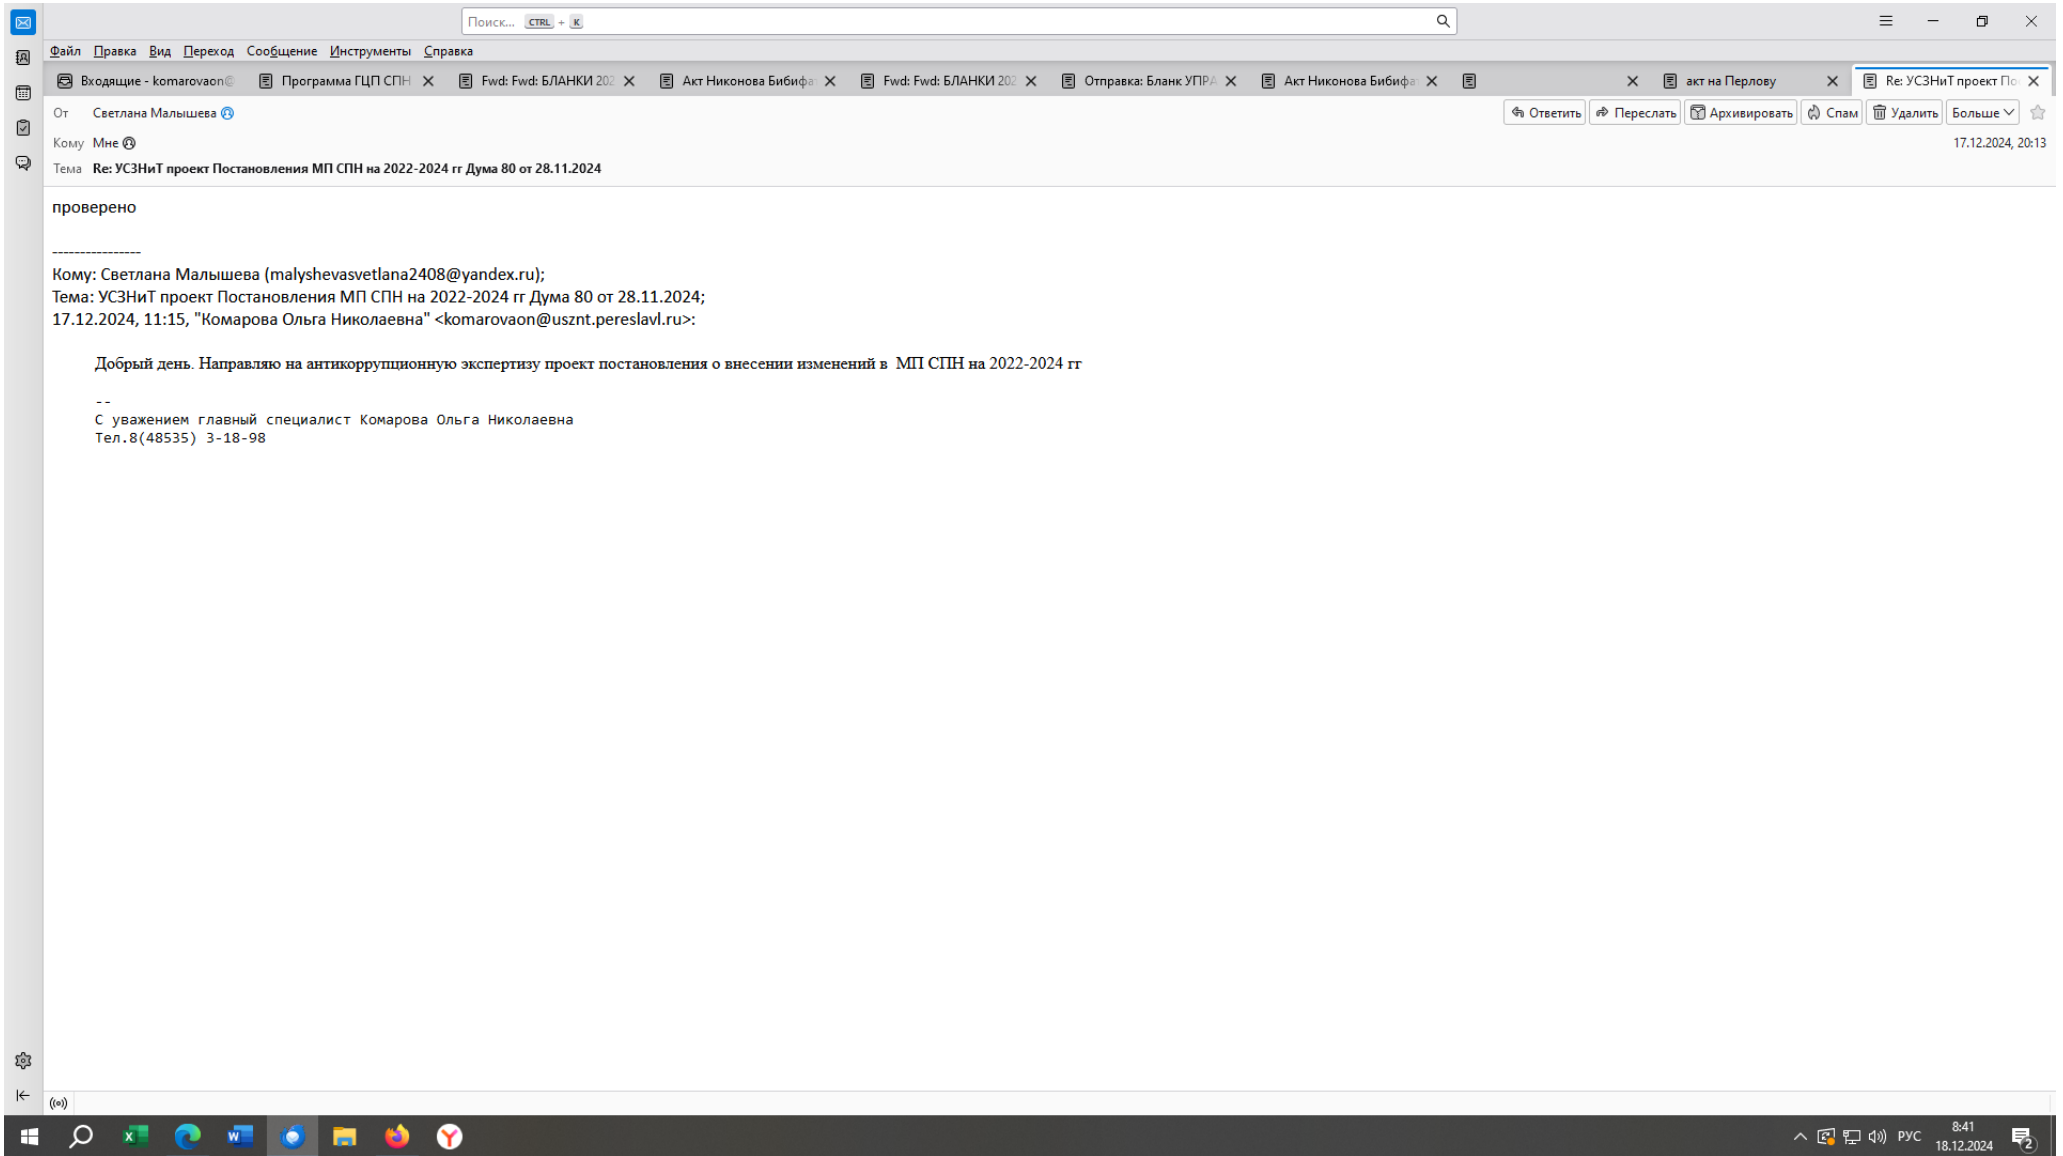 Поиск... CTRL + K
Файл Правка Вид Переход Сообщение Инструменты Справка
Входящие - komarovaon@ Программа ГЦП СПН Fwd: Fwd: БЛАНКИ 202 Акт Никонова Бибифа Fwd: Fwd: БЛАНКИ 202 Отправка: Бланк УПРА Акт Никонова Бибифа акт на Перлову Re: УСЗНиТ проект По
От Светлана Малышева Ответить Переслать Архивировать Спам Удалить Больше
Кому Мне 17.12.2024, 20:13
Тема Re: УСЗНиТ проект Постановления МП СПН на 2022-2024 гг Дума 80 от 28.11.2024
проверено
----------------
Кому: Светлана Малышева (malyshevasvetlana2408@yandex.ru);
Тема: УСЗНиТ проект Постановления МП СПН на 2022-2024 гг Дума 80 от 28.11.2024;
17.12.2024, 11:15, "Комарова Ольга Николаевна" <komarovaon@usznt.pereslavl.ru>:
Добрый день. Направляю на антикоррупционную экспертизу проект постановления о внесении изменений в МП СПН на 2022-2024 гг
--
С уважением главный специалист Комарова Ольга Николаевна
Тел.8(48535) 3-18-98
РУС 8:41
18.12.2024 2